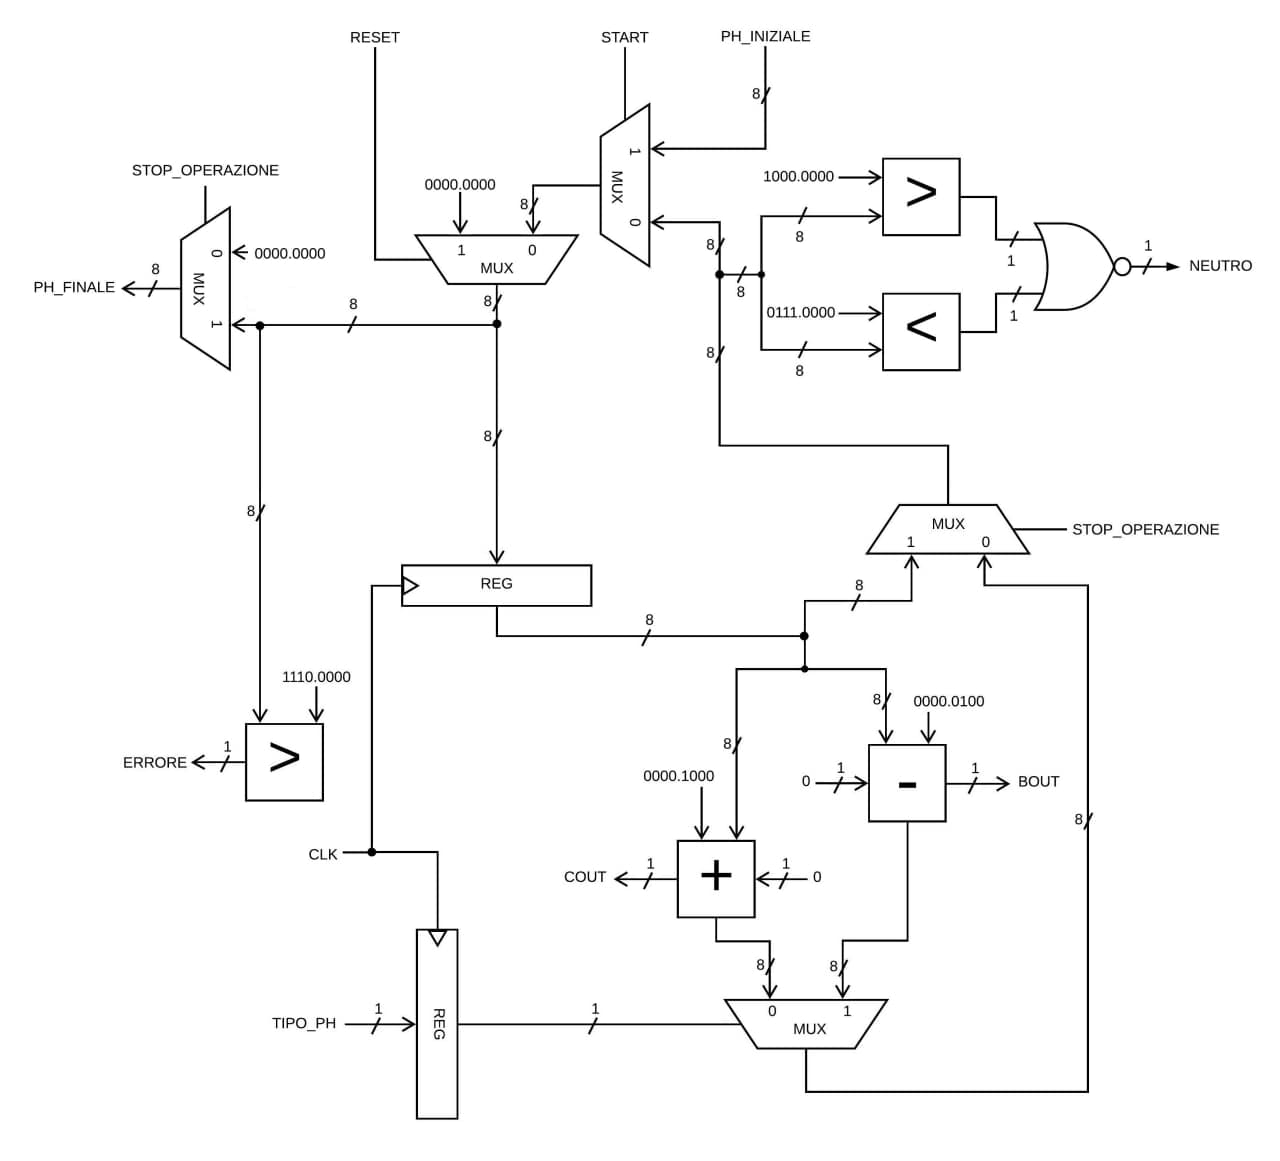 RESET
START
PH_INIZIALE
8
STOP_OPERAZIONE
0000.0000
8
1
MUX
0
1000.0000
>
8
1
1
NEUTRO
0
MUX
1
0000.0000
PH_FINALE
8
1
0
MUX
8
8
8
8
0111.0000
<
8
1
8
8
8
MUX
1
0
STOP_OPERAZIONE
8
REG
8
8
1110.0000
>
ERRORE
1
8
0000.0100
0
1
-
1
BOUT
8
0000.1000
8
CLK
COUT
1
+
1
0
8
8
TIPO_PH
1
REG
1
0
1
MUX